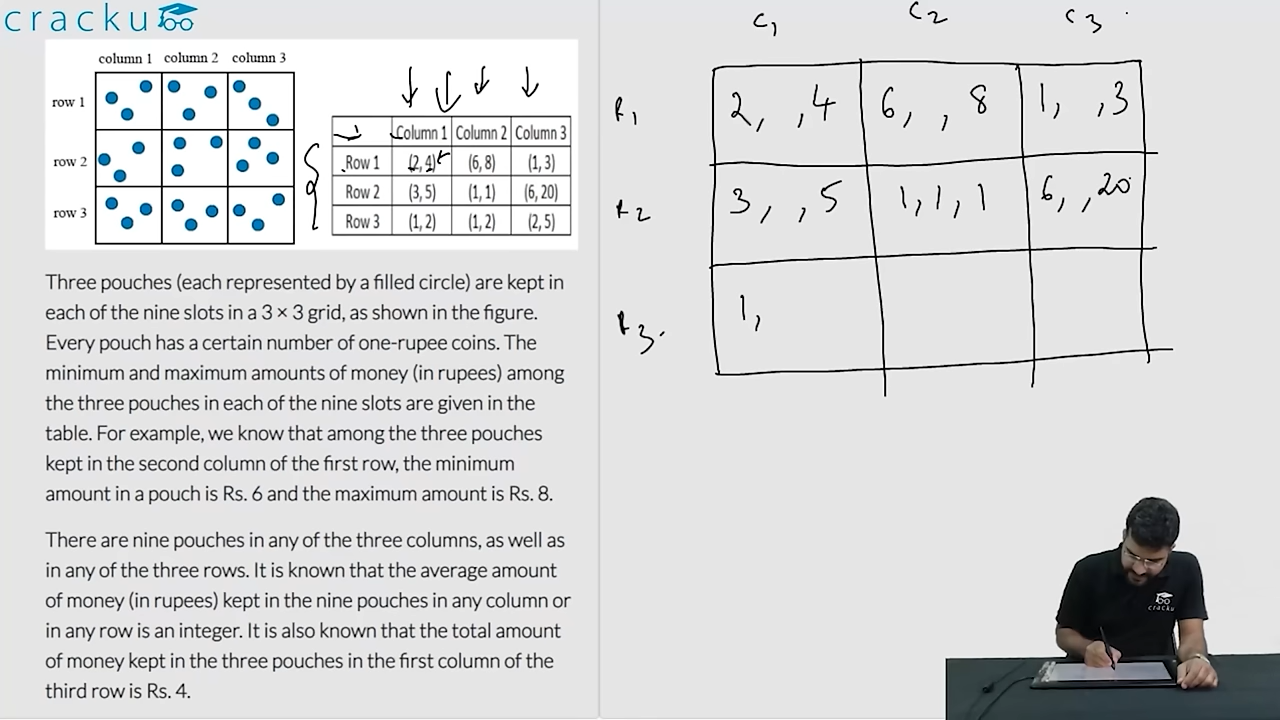 cracku
column 1 column 2 column 3
row 1
row 2
row 3
Column 1 Column 2 Column 3
Row 1 (2,4) (6,8) (1,3)
Row 2 (3,5) (1,1) (6,20)
Row 3 (1,2) (1,2) (2,5)
Three pouches (each represented by a filled circle) are kept in
each of the nine slots in a 3 × 3 grid, as shown in the figure.
Every pouch has a certain number of one-rupee coins. The
minimum and maximum amounts of money (in rupees) among
the three pouches in each of the nine slots are given in the
table. For example, we know that among the three pouches
kept in the second column of the first row, the minimum
amount in a pouch is Rs. 6 and the maximum amount is Rs. 8.
There are nine pouches in any of the three columns, as well as
in any of the three rows. It is known that the average amount
of money (in rupees) kept in the nine pouches in any column or
in any row is an integer. It is also known that the total amount
of money kept in the three pouches in the first column of the
third row is Rs. 4.
C1 C2 C3
R1 2, ,4 6, ,8 1, ,3
R2 3, ,5 1,1,1 6, ,20
R3. 1,
cracku